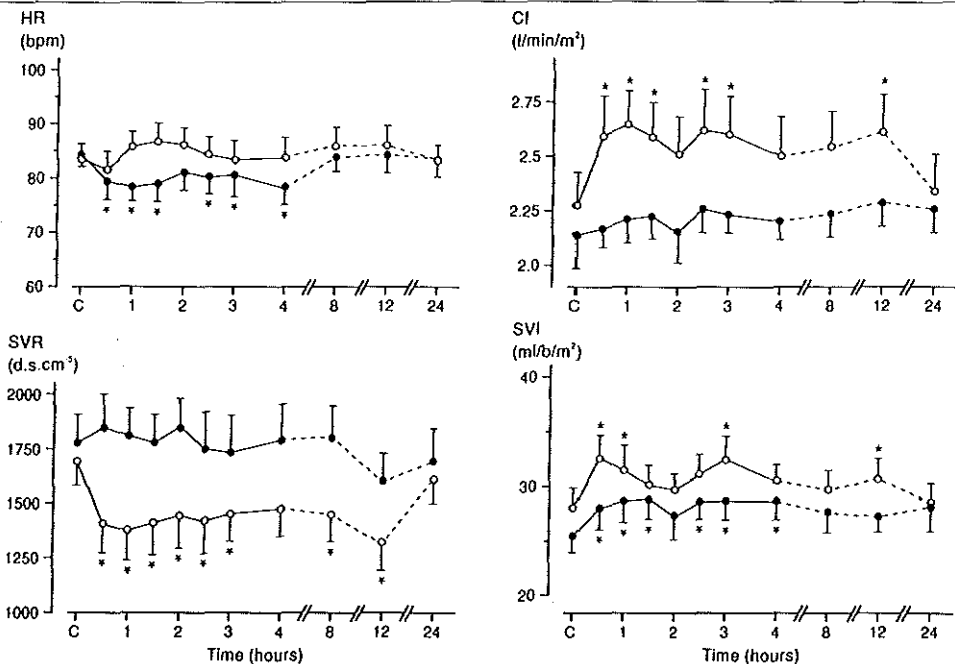 HR
(bpm)
100
90
80
70
60
C 1 2 3 4 8 12 24
CI
(l/min/m²)
2.75
2.5
2.25
2.0
C 1 2 3 4 8 12 24
SVR
(d.s.cm⁻⁵)
2000
1750
1500
1250
1000
C 1 2 3 4 8 12 24
Time (hours)
SVI
(ml/b/m²)
40
30
20
C 1 2 3 4 8 12 24
Time (hours)